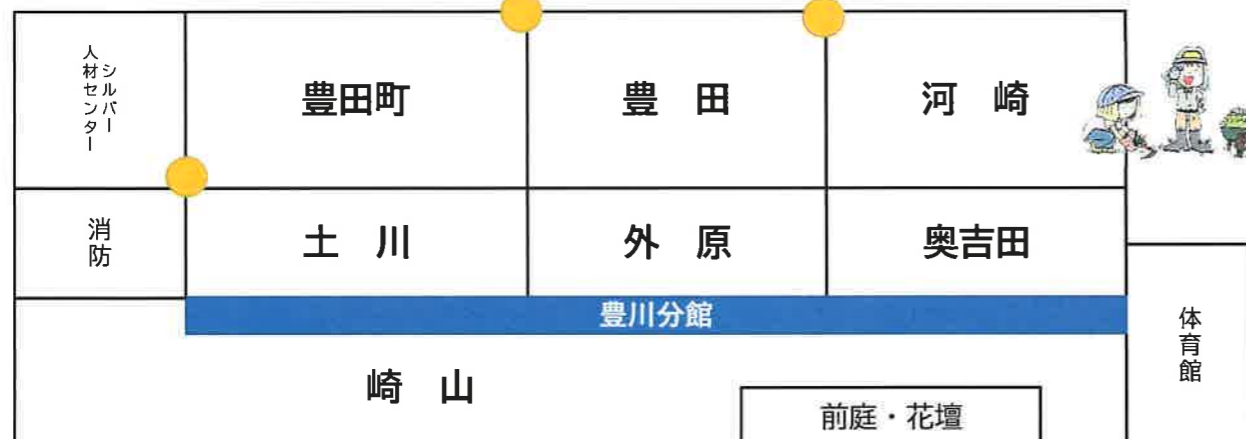 シルバー
人材センター
豊田町
豊　田
河　崎
消防
土　川
外　原
奥吉田
豊川分館
体育館
崎　山
前庭・花壇